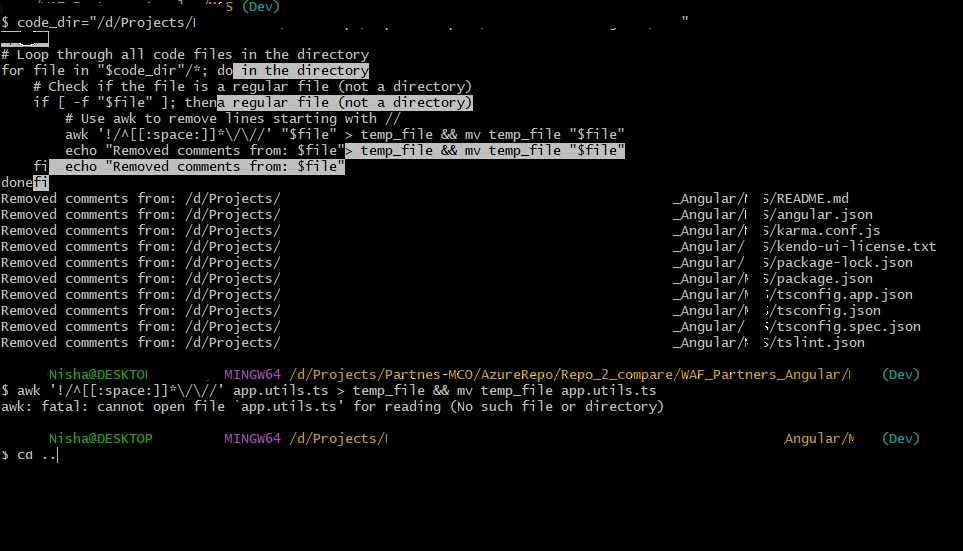 S (Dev)
$ code_dir="/d/Projects/ "
# Loop through all code files in the directory
for file in "$code_dir"/*; do in the directory
# Check if the file is a regular file (not a directory)
if [ -f "$file" ]; then a regular file (not a directory)
# Use awk to remove lines starting with //
awk '!/^[[:space:]]*\/\//' "$file" > temp_file && mv temp_file "$file"
echo "Removed comments from: $file"> temp_file && mv temp_file "$file"
fi echo "Removed comments from: $file"
donefi
Removed comments from: /d/Projects/ _Angular/ S/README.md
Removed comments from: /d/Projects/ _Angular/ S/angular.json
Removed comments from: /d/Projects/ _Angular/ S/karma.conf.js
Removed comments from: /d/Projects/ _Angular/ S/kendo-ui-license.txt
Removed comments from: /d/Projects/ _Angular/ S/package-lock.json
Removed comments from: /d/Projects/ _Angular/ S/package.json
Removed comments from: /d/Projects/ _Angular/ /tsconfig.app.json
Removed comments from: /d/Projects/ _Angular/ /tsconfig.json
Removed comments from: /d/Projects/ _Angular/ /tsconfig.spec.json
Removed comments from: /d/Projects/ _Angular/ S/tslint.json
Nisha@DESKTO MINGW64 /d/Projects/Partnes-MCO/AzureRepo/Repo_2_compare/WAF_Partners_Angular/ (Dev)
$ awk '!/^[[:space:]]*\/\//' app.utils.ts > temp_file && mv temp_file app.utils.ts
awk: fatal: cannot open file `app.utils.ts' for reading (No such file or directory)
Nisha@DESKTOP MINGW64 /d/Projects/ Angular/ (Dev)
$ cd ..